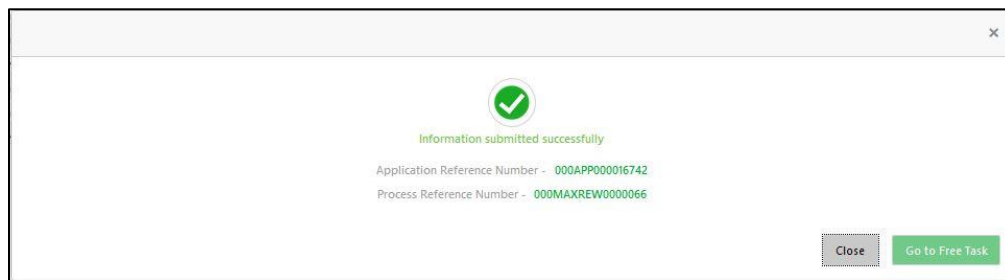 ×
Information submitted successfully
Application Reference Number - 000APP000016742
Process Reference Number - 000MAXREW0000066
Close Go to Free Task